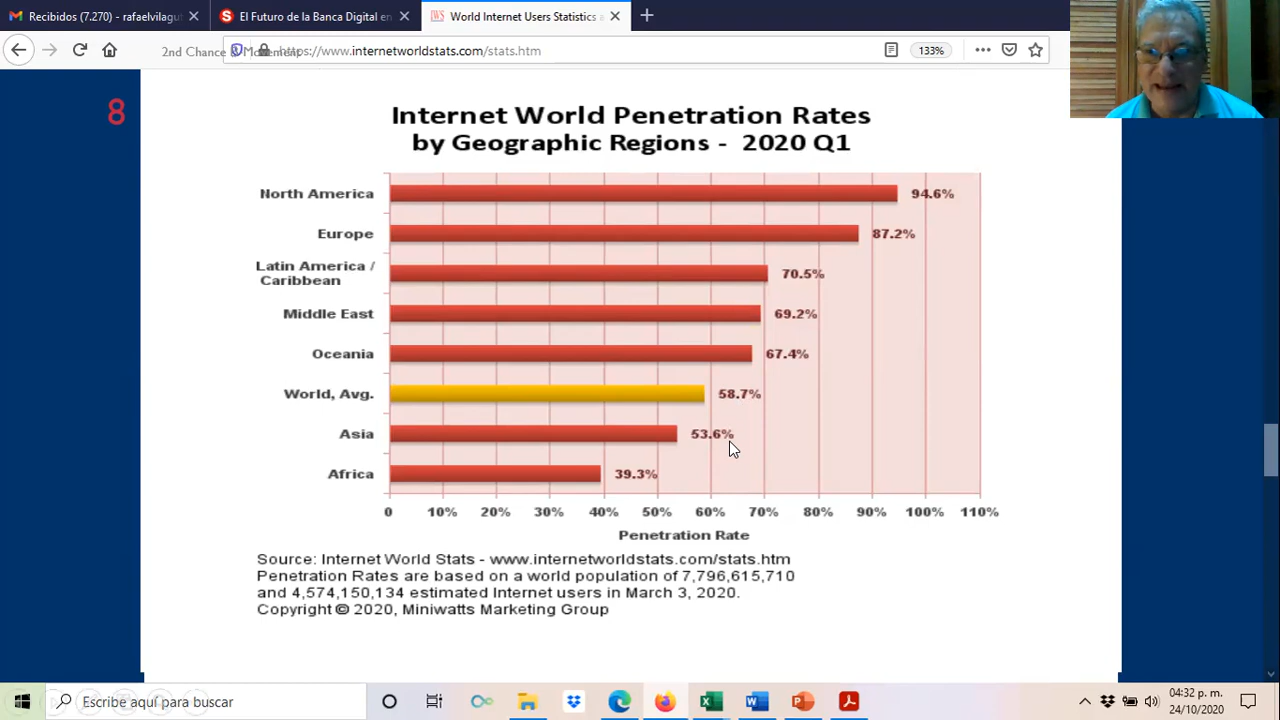 Recibidos (7.270) - rafaelvilagut
El Futuro de la Banca Digital en
World Internet Users Statistics a
2nd Chance & Movement
https://www.internetworldstats.com/stats.htm
133%
8
Internet World Penetration Rates
by Geographic Regions - 2020 Q1
North America 94.6%
Europe 87.2%
Latin America /
Caribbean 70.5%
Middle East 69.2%
Oceania 67.4%
World, Avg. 58.7%
Asia 53.6%
Africa 39.3%
0 10% 20% 30% 40% 50% 60% 70% 80% 90% 100% 110%
Penetration Rate
Source: Internet World Stats - www.internetworldstats.com/stats.htm
Penetration Rates are based on a world population of 7,796,615,710
and 4,574,150,134 estimated Internet users in March 3, 2020.
Copyright © 2020, Miniwatts Marketing Group
Escribe aquí para buscar
04:32 p. m.
24/10/2020